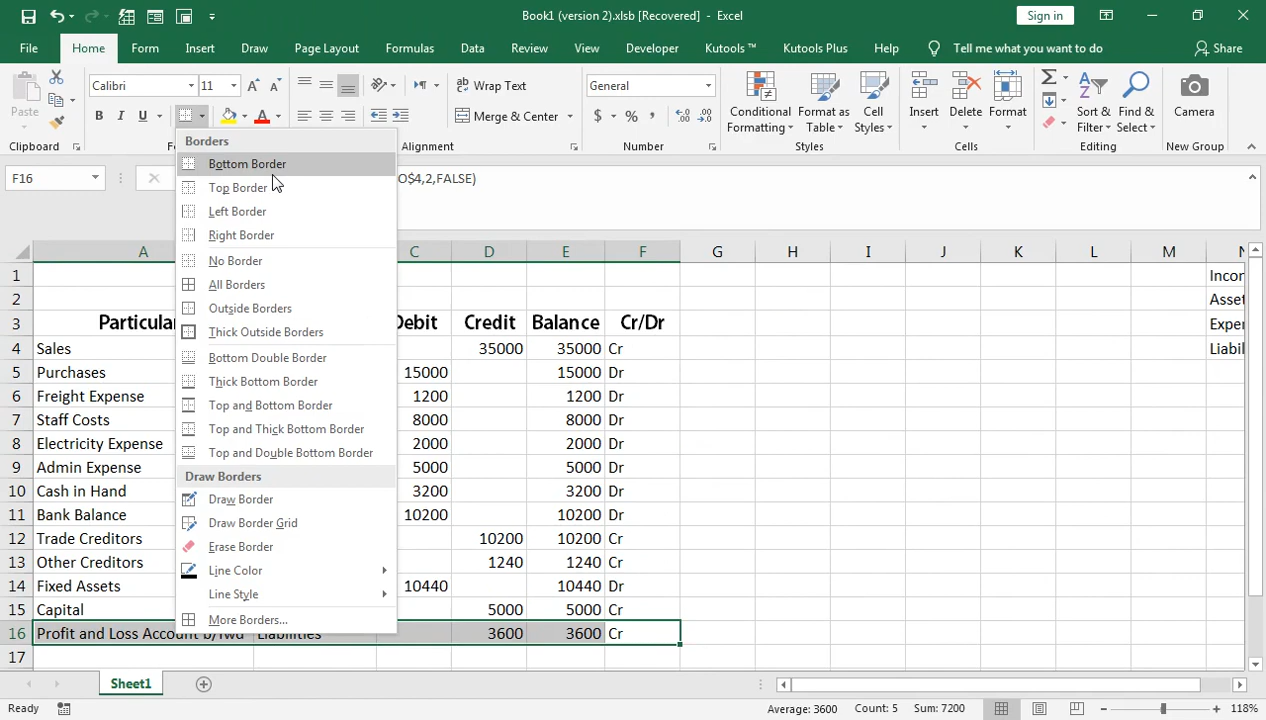 Book1 (version 2).xlsb [Recovered] - Excel
Sign in
File Home Form Insert Draw Page Layout Formulas Data Review View Developer Kutools ™ Kutools Plus Help Tell me what you want to do Share
Paste
Calibri 11
Wrap Text
General
Conditional Formatting
Format as Table
Cell Styles
Insert
Delete
Format
Sort & Filter
Find & Select
Camera
B I U
Merge & Center
$ % ,
Clipboard
Alignment
Number
Styles
Cells
Editing
New Group
F16
O$4,2,FALSE)
Borders
Bottom Border
Top Border
Left Border
Right Border
No Border
All Borders
Outside Borders
Thick Outside Borders
Bottom Double Border
Thick Bottom Border
Top and Bottom Border
Top and Thick Bottom Border
Top and Double Bottom Border
Draw Borders
Draw Border
Draw Border Grid
Erase Border
Line Color
Line Style
More Borders...
A C D E F G H I J K L M N
1 Incon
2 Asset
3 Particular Debit Credit Balance Cr/Dr Exper
4 Sales 35000 35000 Cr Liabil
5 Purchases 15000 15000 Dr
6 Freight Expense 1200 1200 Dr
7 Staff Costs 8000 8000 Dr
8 Electricity Expense 2000 2000 Dr
9 Admin Expense 5000 5000 Dr
10 Cash in Hand 3200 3200 Dr
11 Bank Balance 10200 10200 Dr
12 Trade Creditors 10200 10200 Cr
13 Other Creditors 1240 1240 Cr
14 Fixed Assets 10440 10440 Dr
15 Capital 5000 5000 Cr
16 Profit and Loss Account b/fwd Liabilities 3600 3600 Cr
17
Sheet1
Ready
Average: 3600 Count: 5 Sum: 7200
118%